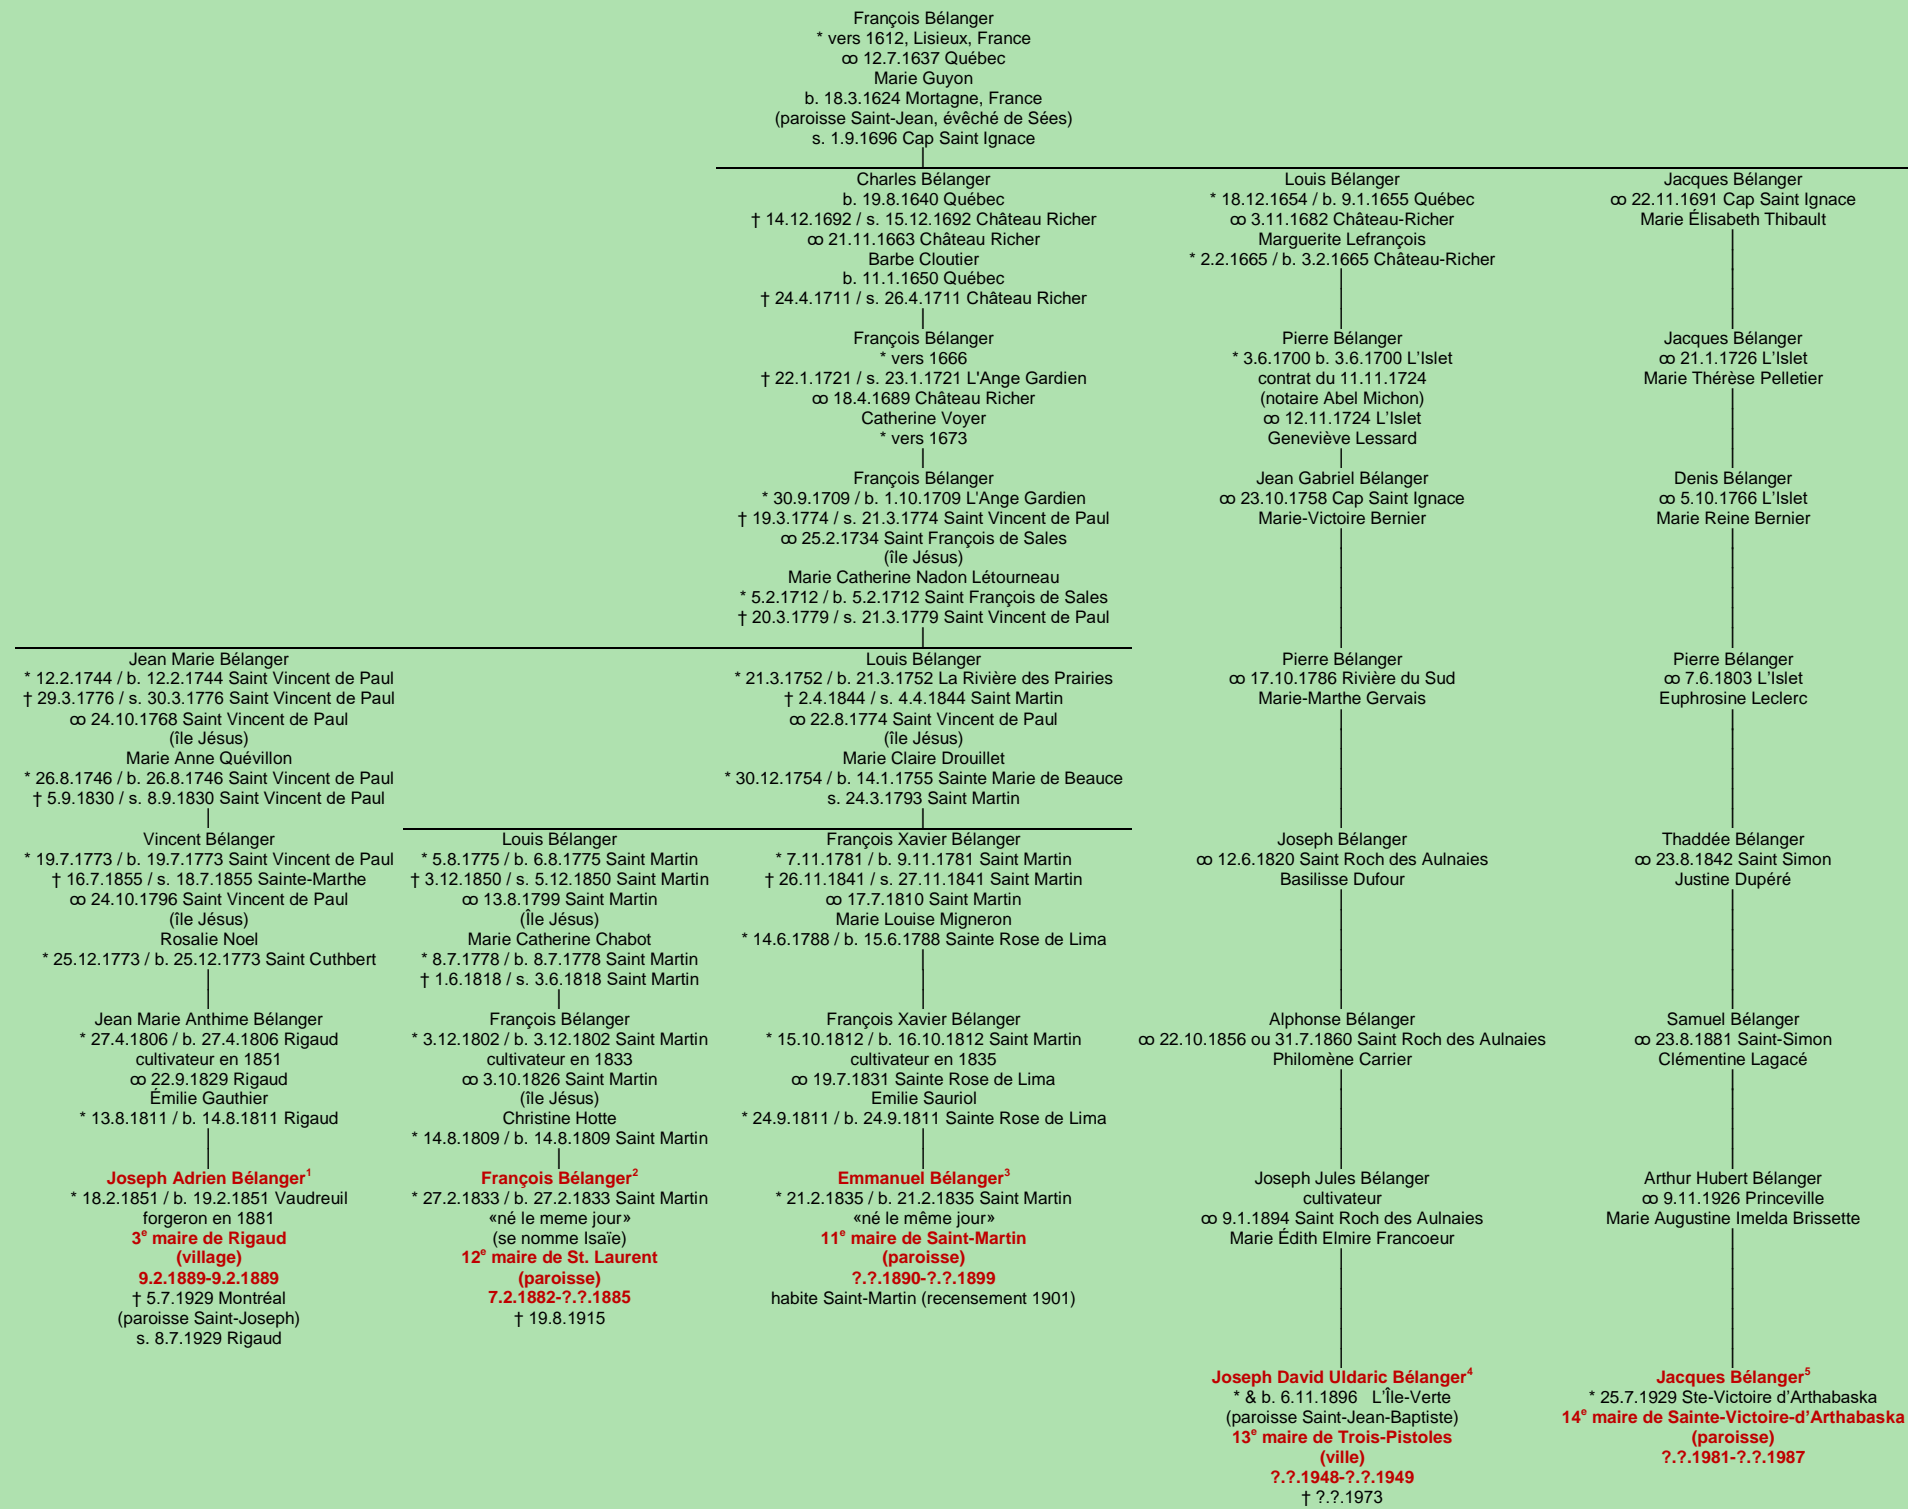 François Bélanger
* vers 1612, Lisieux, France
ꝏ 12.7.1637 Québec
Marie Guyon
b. 18.3.1624 Mortagne, France
(paroisse Saint-Jean, évêché de Sées)
s. 1.9.1696 Cap Saint Ignace
Charles Bélanger
b. 19.8.1640 Québec
† 14.12.1692 / s. 15.12.1692 Château Richer
ꝏ 21.11.1663 Château Richer
Barbe Cloutier
b. 11.1.1650 Québec
† 24.4.1711 / s. 26.4.1711 Château Richer
Louis Bélanger
* 18.12.1654 / b. 9.1.1655 Québec
ꝏ 3.11.1682 Château-Richer
Marguerite Lefrançois
* 2.2.1665 / b. 3.2.1665 Château-Richer
Jacques Bélanger
ꝏ 22.11.1691 Cap Saint Ignace
Marie Élisabeth Thibault
François Bélanger
* vers 1666
† 22.1.1721 / s. 23.1.1721 L'Ange Gardien
ꝏ 18.4.1689 Château Richer
Catherine Voyer
* vers 1673
Pierre Bélanger
* 3.6.1700 b. 3.6.1700 L'Islet
contrat du 11.11.1724
(notaire Abel Michon)
ꝏ 12.11.1724 L'Islet
Geneviève Lessard
Jacques Bélanger
ꝏ 21.1.1726 L'Islet
Marie Thérèse Pelletier
François Bélanger
* 30.9.1709 / b. 1.10.1709 L'Ange Gardien
† 19.3.1774 / s. 21.3.1774 Saint Vincent de Paul
ꝏ 25.2.1734 Saint François de Sales
(île Jésus)
Marie Catherine Nadon Létourneau
* 5.2.1712 / b. 5.2.1712 Saint François de Sales
† 20.3.1779 / s. 21.3.1779 Saint Vincent de Paul
Jean Gabriel Bélanger
ꝏ 23.10.1758 Cap Saint Ignace
Marie-Victoire Bernier
Denis Bélanger
ꝏ 5.10.1766 L'Islet
Marie Reine Bernier
Jean Marie Bélanger
* 12.2.1744 / b. 12.2.1744 Saint Vincent de Paul
† 29.3.1776 / s. 30.3.1776 Saint Vincent de Paul
ꝏ 24.10.1768 Saint Vincent de Paul
(île Jésus)
Marie Anne Quévillon
* 26.8.1746 / b. 26.8.1746 Saint Vincent de Paul
† 5.9.1830 / s. 8.9.1830 Saint Vincent de Paul
Louis Bélanger
* 21.3.1752 / b. 21.3.1752 La Rivière des Prairies
† 2.4.1844 / s. 4.4.1844 Saint Martin
ꝏ 22.8.1774 Saint Vincent de Paul
(île Jésus)
Marie Claire Drouillet
* 30.12.1754 / b. 14.1.1755 Sainte Marie de Beauce
s. 24.3.1793 Saint Martin
Pierre Bélanger
ꝏ 17.10.1786 Rivière du Sud
Marie-Marthe Gervais
Pierre Bélanger
ꝏ 7.6.1803 L'Islet
Euphrosine Leclerc
Vincent Bélanger
* 19.7.1773 / b. 19.7.1773 Saint Vincent de Paul
† 16.7.1855 / s. 18.7.1855 Sainte-Marthe
ꝏ 24.10.1796 Saint Vincent de Paul
(île Jésus)
Rosalie Noel
* 25.12.1773 / b. 25.12.1773 Saint Cuthbert
Louis Bélanger
* 5.8.1775 / b. 6.8.1775 Saint Martin
† 3.12.1850 / s. 5.12.1850 Saint Martin
ꝏ 13.8.1799 Saint Martin
(Île Jésus)
Marie Catherine Chabot
* 8.7.1778 / b. 8.7.1778 Saint Martin
† 1.6.1818 / s. 3.6.1818 Saint Martin
François Xavier Bélanger
* 7.11.1781 / b. 9.11.1781 Saint Martin
† 26.11.1841 / s. 27.11.1841 Saint Martin
ꝏ 17.7.1810 Saint Martin
Marie Louise Migneron
* 14.6.1788 / b. 15.6.1788 Sainte Rose de Lima
Joseph Bélanger
ꝏ 12.6.1820 Saint Roch des Aulnaies
Basilisse Dufour
Thaddée Bélanger
ꝏ 23.8.1842 Saint Simon
Justine Dupéré
Jean Marie Anthime Bélanger
* 27.4.1806 / b. 27.4.1806 Rigaud
cultivateur en 1851
ꝏ 22.9.1829 Rigaud
Émilie Gauthier
* 13.8.1811 / b. 14.8.1811 Rigaud
François Bélanger
* 3.12.1802 / b. 3.12.1802 Saint Martin
cultivateur en 1833
ꝏ 3.10.1826 Saint Martin
(île Jésus)
Christine Hotte
* 14.8.1809 / b. 14.8.1809 Saint Martin
François Xavier Bélanger
* 15.10.1812 / b. 16.10.1812 Saint Martin
cultivateur en 1835
ꝏ 19.7.1831 Sainte Rose de Lima
Emilie Sauriol
* 24.9.1811 / b. 24.9.1811 Sainte Rose de Lima
Alphonse Bélanger
ꝏ 22.10.1856 ou 31.7.1860 Saint Roch des Aulnaies
Philomène Carrier
Samuel Bélanger
ꝏ 23.8.1881 Saint-Simon
Clémentine Lagacé
Joseph Adrien Bélanger¹
* 18.2.1851 / b. 19.2.1851 Vaudreuil
forgeron en 1881
3e maire de Rigaud
(village)
9.2.1889-9.2.1889
† 5.7.1929 Montréal
(paroisse Saint-Joseph)
s. 8.7.1929 Rigaud
François Bélanger²
* 27.2.1833 / b. 27.2.1833 Saint Martin
«né le meme jour»
(se nomme Isaïe)
12e maire de St. Laurent
(paroisse)
7.2.1882-?.?.1885
† 19.8.1915
Emmanuel Bélanger³
* 21.2.1835 / b. 21.2.1835 Saint Martin
«né le même jour»
11e maire de Saint-Martin
(paroisse)
?.?.1890-?.?.1899
habite Saint-Martin (recensement 1901)
Joseph Jules Bélanger
cultivateur
ꝏ 9.1.1894 Saint Roch des Aulnaies
Marie Édith Elmire Francoeur
Arthur Hubert Bélanger
ꝏ 9.11.1926 Princeville
Marie Augustine Imelda Brissette
Joseph David Uldaric Bélanger⁴
* & b. 6.11.1896 L'Île-Verte
(paroisse Saint-Jean-Baptiste)
13e maire de Trois-Pistoles
(ville)
?.?.1948-?.?.1949
† ?.?.1973
Jacques Bélanger⁵
* 25.7.1929 Ste-Victoire d'Arthabaska
14e maire de Sainte-Victoire-d'Arthabaska
(paroisse)
?.?.1981-?.?.1987